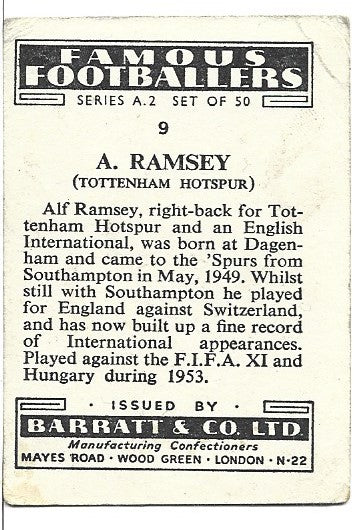 FAMOUS
FOOTBALLERS
SERIES A.2 SET OF 50
9
A. RAMSEY
(TOTTENHAM HOTSPUR)
Alf Ramsey, right-back for Tot-
tenham Hotspur and an English
International, was born at Dagen-
ham and came to the 'Spurs from
Southampton in May, 1949. Whilst
still with Southampton he played
for England against Switzerland,
and has now built up a fine record
of International appearances.
Played against the F.I.F.A. XI and
Hungary during 1953.
· ISSUED BY ·
BARRATT & CO. LTD.
Manufacturing Confectioners
MAYES ROAD · WOOD GREEN · LONDON · N·22